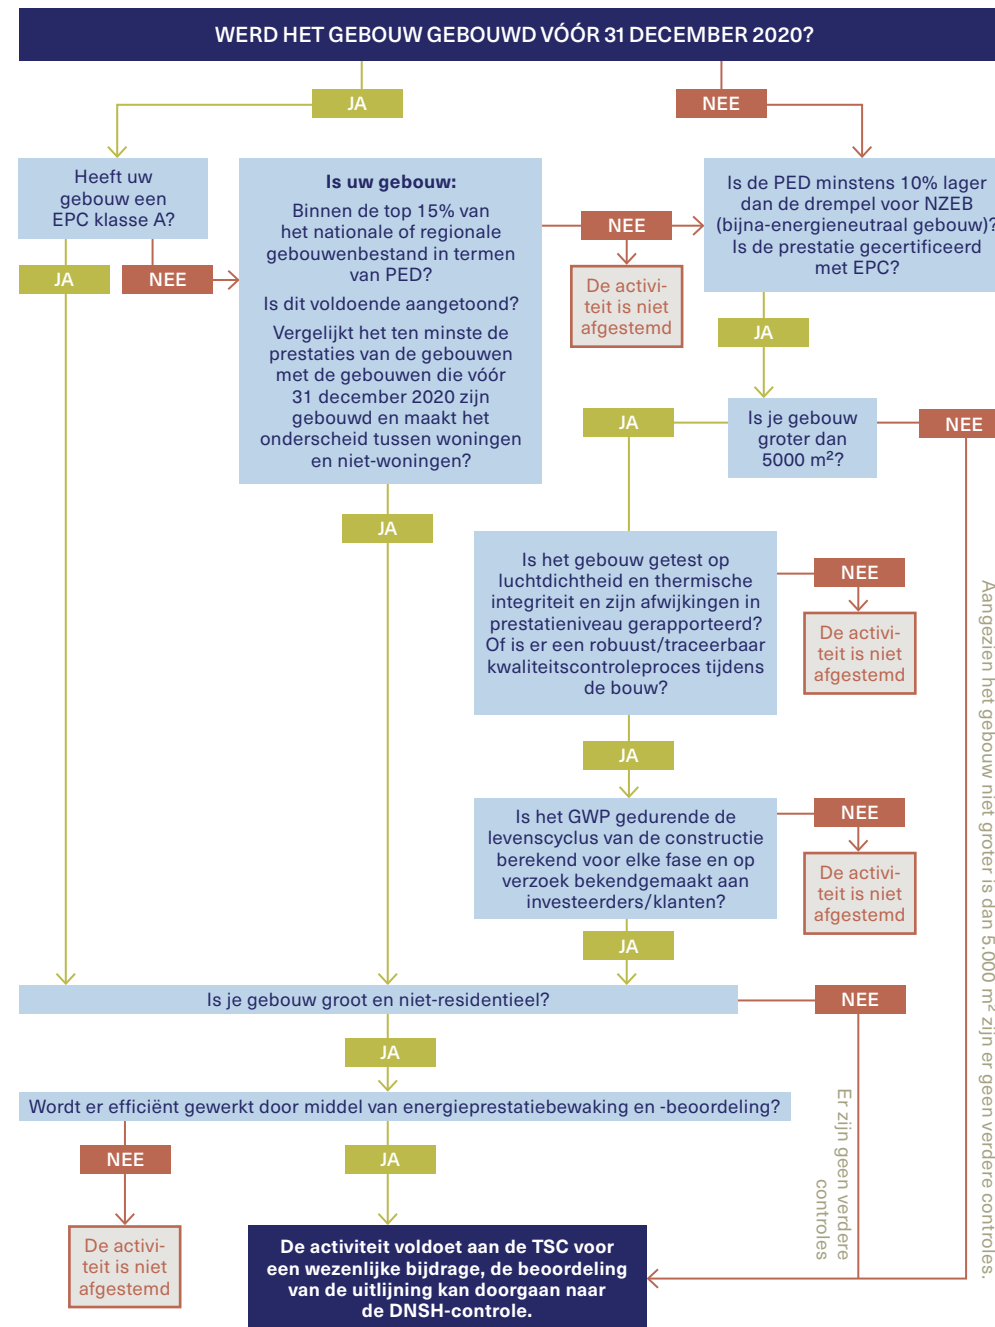 WERD HET GEBOUW GEBOUWD VÓÓR 31 DECEMBER 2020?
JA
NEE
Heeft uw
gebouw een
EPC klasse A?
JA
NEE
Is uw gebouw:
Binnen de top 15% van
het nationale of regionale
gebouwenbestand in termen
van PED?
Is dit voldoende aangetoond?
Vergelijkt het ten minste de
prestaties van de gebouwen
met de gebouwen die vóór
31 december 2020 zijn
gebouwd en maakt het
onderscheid tussen woningen
en niet-woningen?
NEE
De activi-
teit is niet
afgestemd
JA
Is de PED minstens 10% lager
dan de drempel voor NZEB
(bijna-energieneutraal gebouw)?
Is de prestatie gecertificeerd
met EPC?
JA
Is je gebouw
groter dan
5000 m²?
JA
NEE
Is het gebouw getest op
luchtdichtheid en thermische
integriteit en zijn afwijkingen in
prestatieniveau gerapporteerd?
Of is er een robuust/traceerbaar
kwaliteitscontroleproces tijdens
de bouw?
NEE
De activi-
teit is niet
afgestemd
JA
Is het GWP gedurende de
levenscyclus van de constructie
berekend voor elke fase en op
verzoek bekendgemaakt aan
investeerders/klanten?
NEE
De activi-
teit is niet
afgestemd
JA
Aangezien het gebouw niet groter is dan 5.000 m² zijn er geen verdere controles.
Is je gebouw groot en niet-residentieel?
NEE
JA
Er zijn geen verdere
controles
Wordt er efficiënt gewerkt door middel van energieprestatiebewaking en -beoordeling?
NEE
JA
De activi-
teit is niet
afgestemd
De activiteit voldoet aan de TSC voor
een wezenlijke bijdrage, de beoordeling
van de uitlijning kan doorgaan naar
de DNSH-controle.